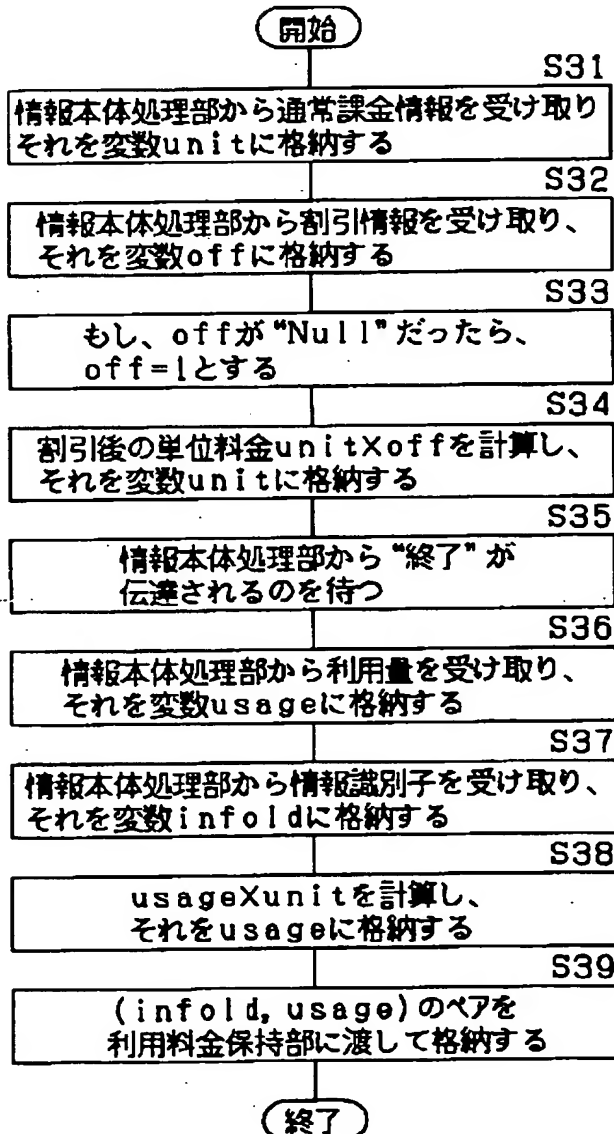 開始
S31
情報本体処理部から通常課金情報を受け取り
それを変数unitに格納する
S32
情報本体処理部から割引情報を受け取り、
それを変数offに格納する
S33
もし、offが“Null”だったら、
off=1とする
S34
割引後の単位料金unit×offを計算し、
それを変数unitに格納する
S35
情報本体処理部から“終了”が
伝達されるのを待つ
S36
情報本体処理部から利用量を受け取り、
それを変数usageに格納する
S37
情報本体処理部から情報識別子を受け取り、
それを変数infoIdに格納する
S38
usage×unitを計算し、
それをusageに格納する
S39
(infoId, usage)のペアを
利用料金保持部に渡して格納する
終了